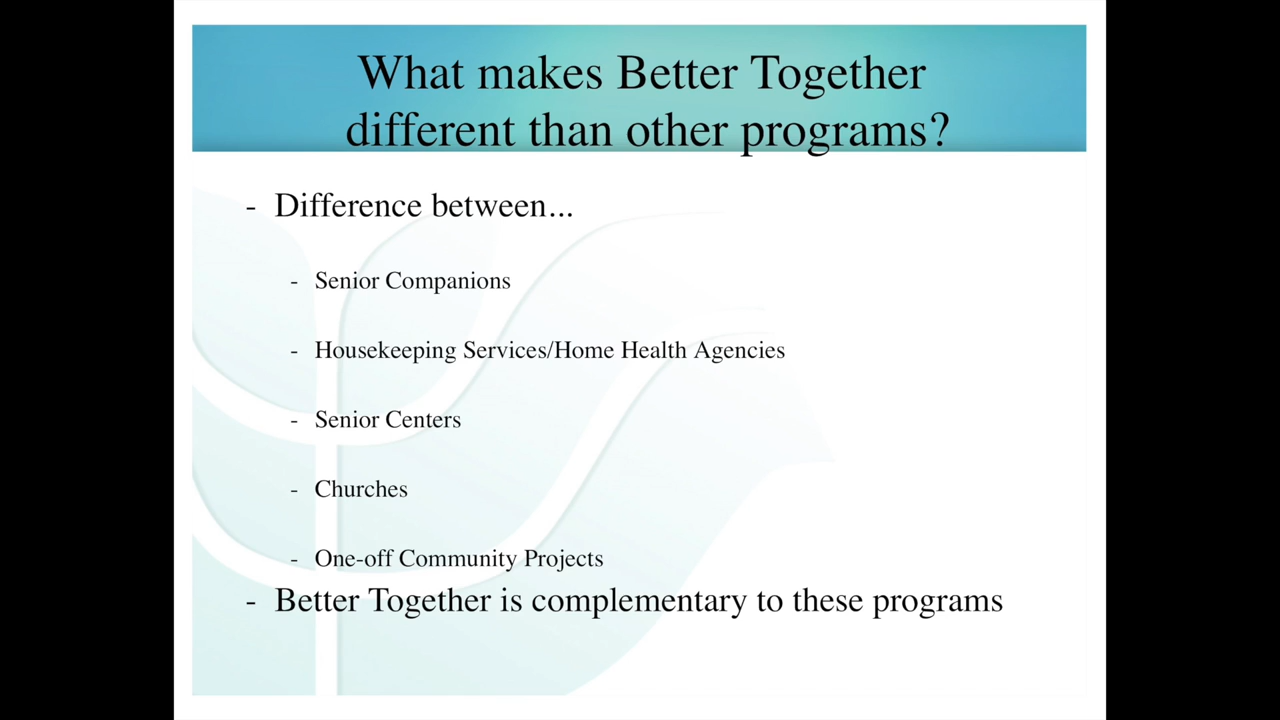 What makes Better Together
different than other programs?
- Difference between...
- Senior Companions
- Housekeeping Services/Home Health Agencies
- Senior Centers
- Churches
- One-off Community Projects
- Better Together is complementary to these programs